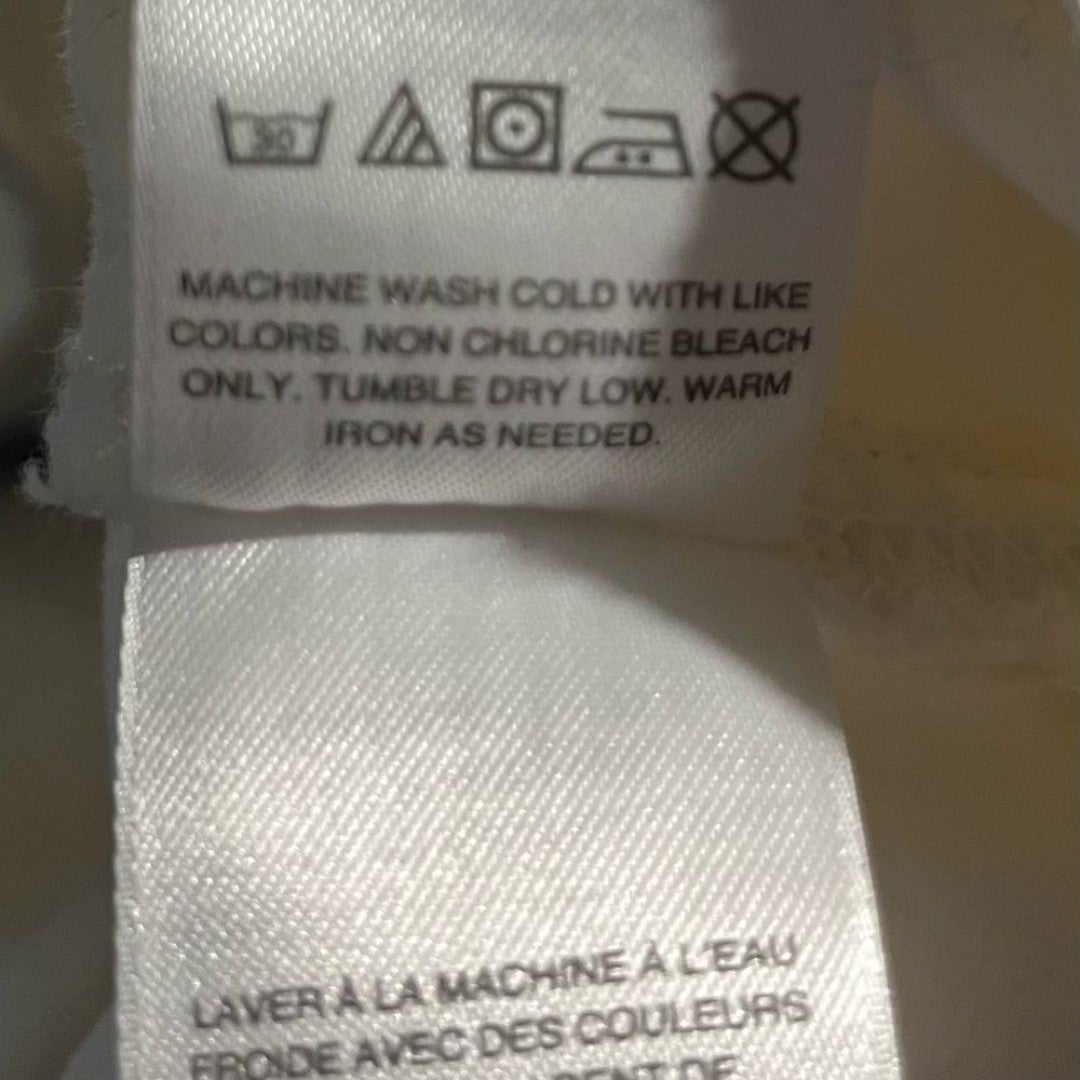 30
MACHINE WASH COLD WITH LIKE
COLORS. NON CHLORINE BLEACH
ONLY. TUMBLE DRY LOW. WARM
IRON AS NEEDED.
LAVER À LA MACHINE À L'EAU
FROIDE AVEC DES COULEURS
DE